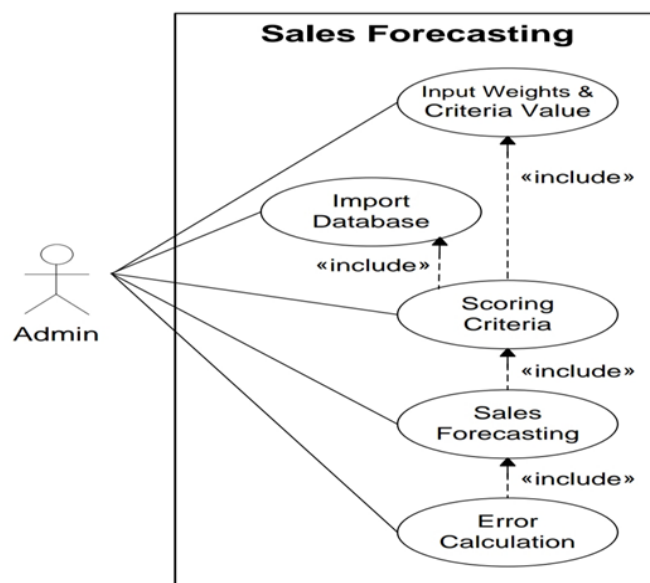 Sales Forecasting
Input Weights &
Criteria Value
«include»
Import
Database
«include»
Admin
Scoring
Criteria
«include»
Sales
Forecasting
«include»
Error
Calculation